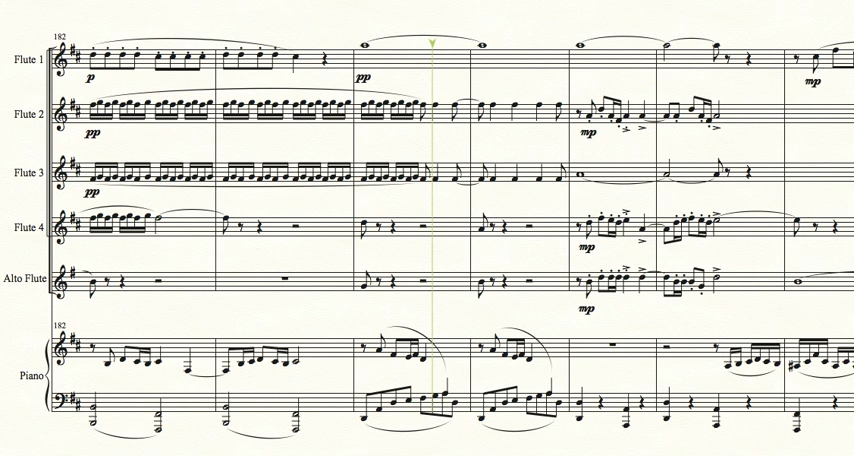 182
Flute 1
p
pp
mp
Flute 2
pp
mp
Flute 3
pp
Flute 4
mp
Alto Flute
mp
182
Piano